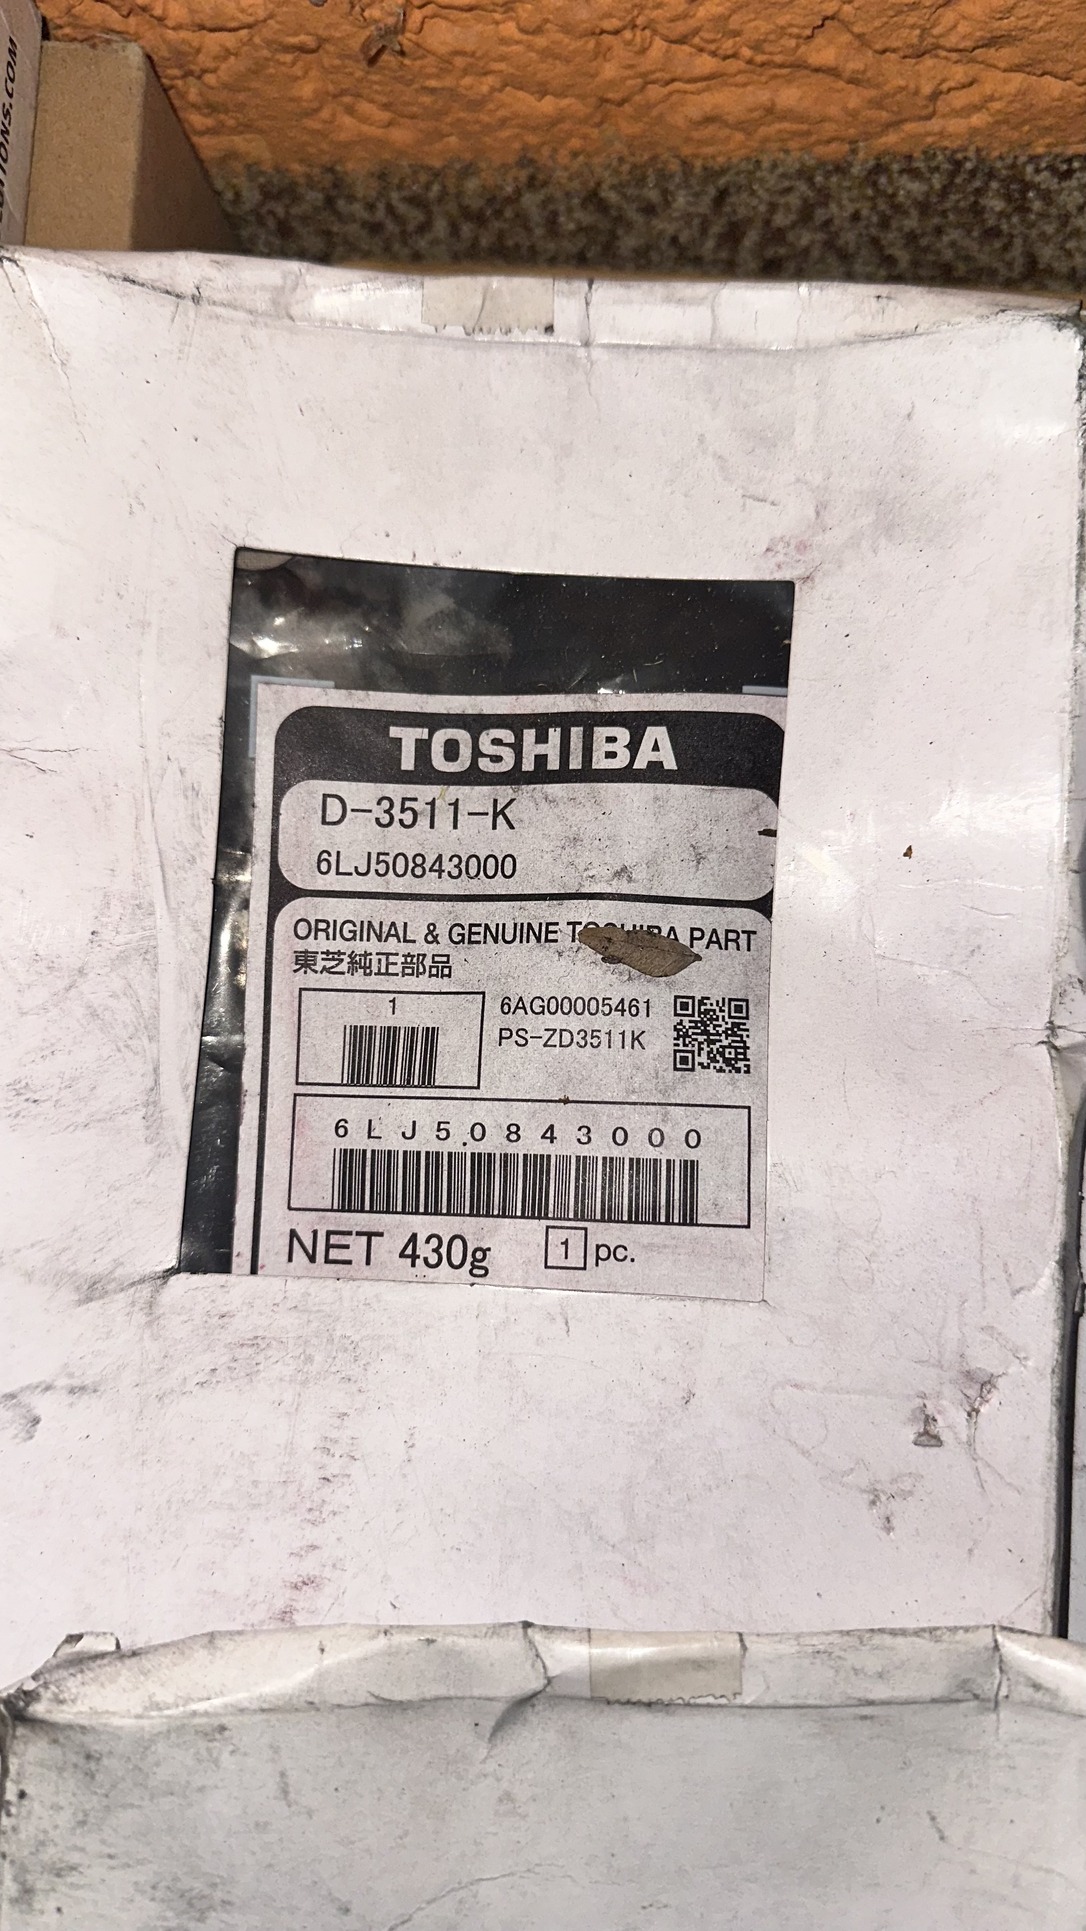 TOSHIBA
D-3511-K
6LJ50843000
ORIGINAL & GENUINE TOSHIBA PART
東芝純正部品
1
6AG00005461
PS-ZD3511K
6LJ50843000
NET 430g 1 pc.